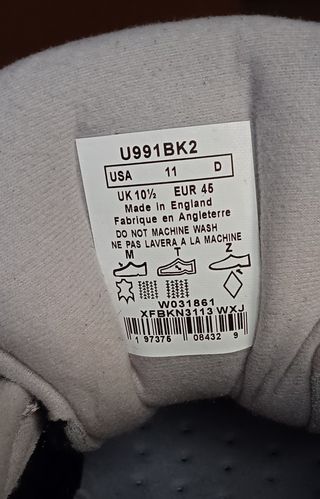 U991BK2
USA 11 D
UK 10½ EUR 45
Made in England
Fabrique en Angleterre
DO NOT MACHINE WASH
NE PAS LAVERA A LA MACHINE
M T Z
W031861
XFBKN3113 WXJ
1 97375 08432 9